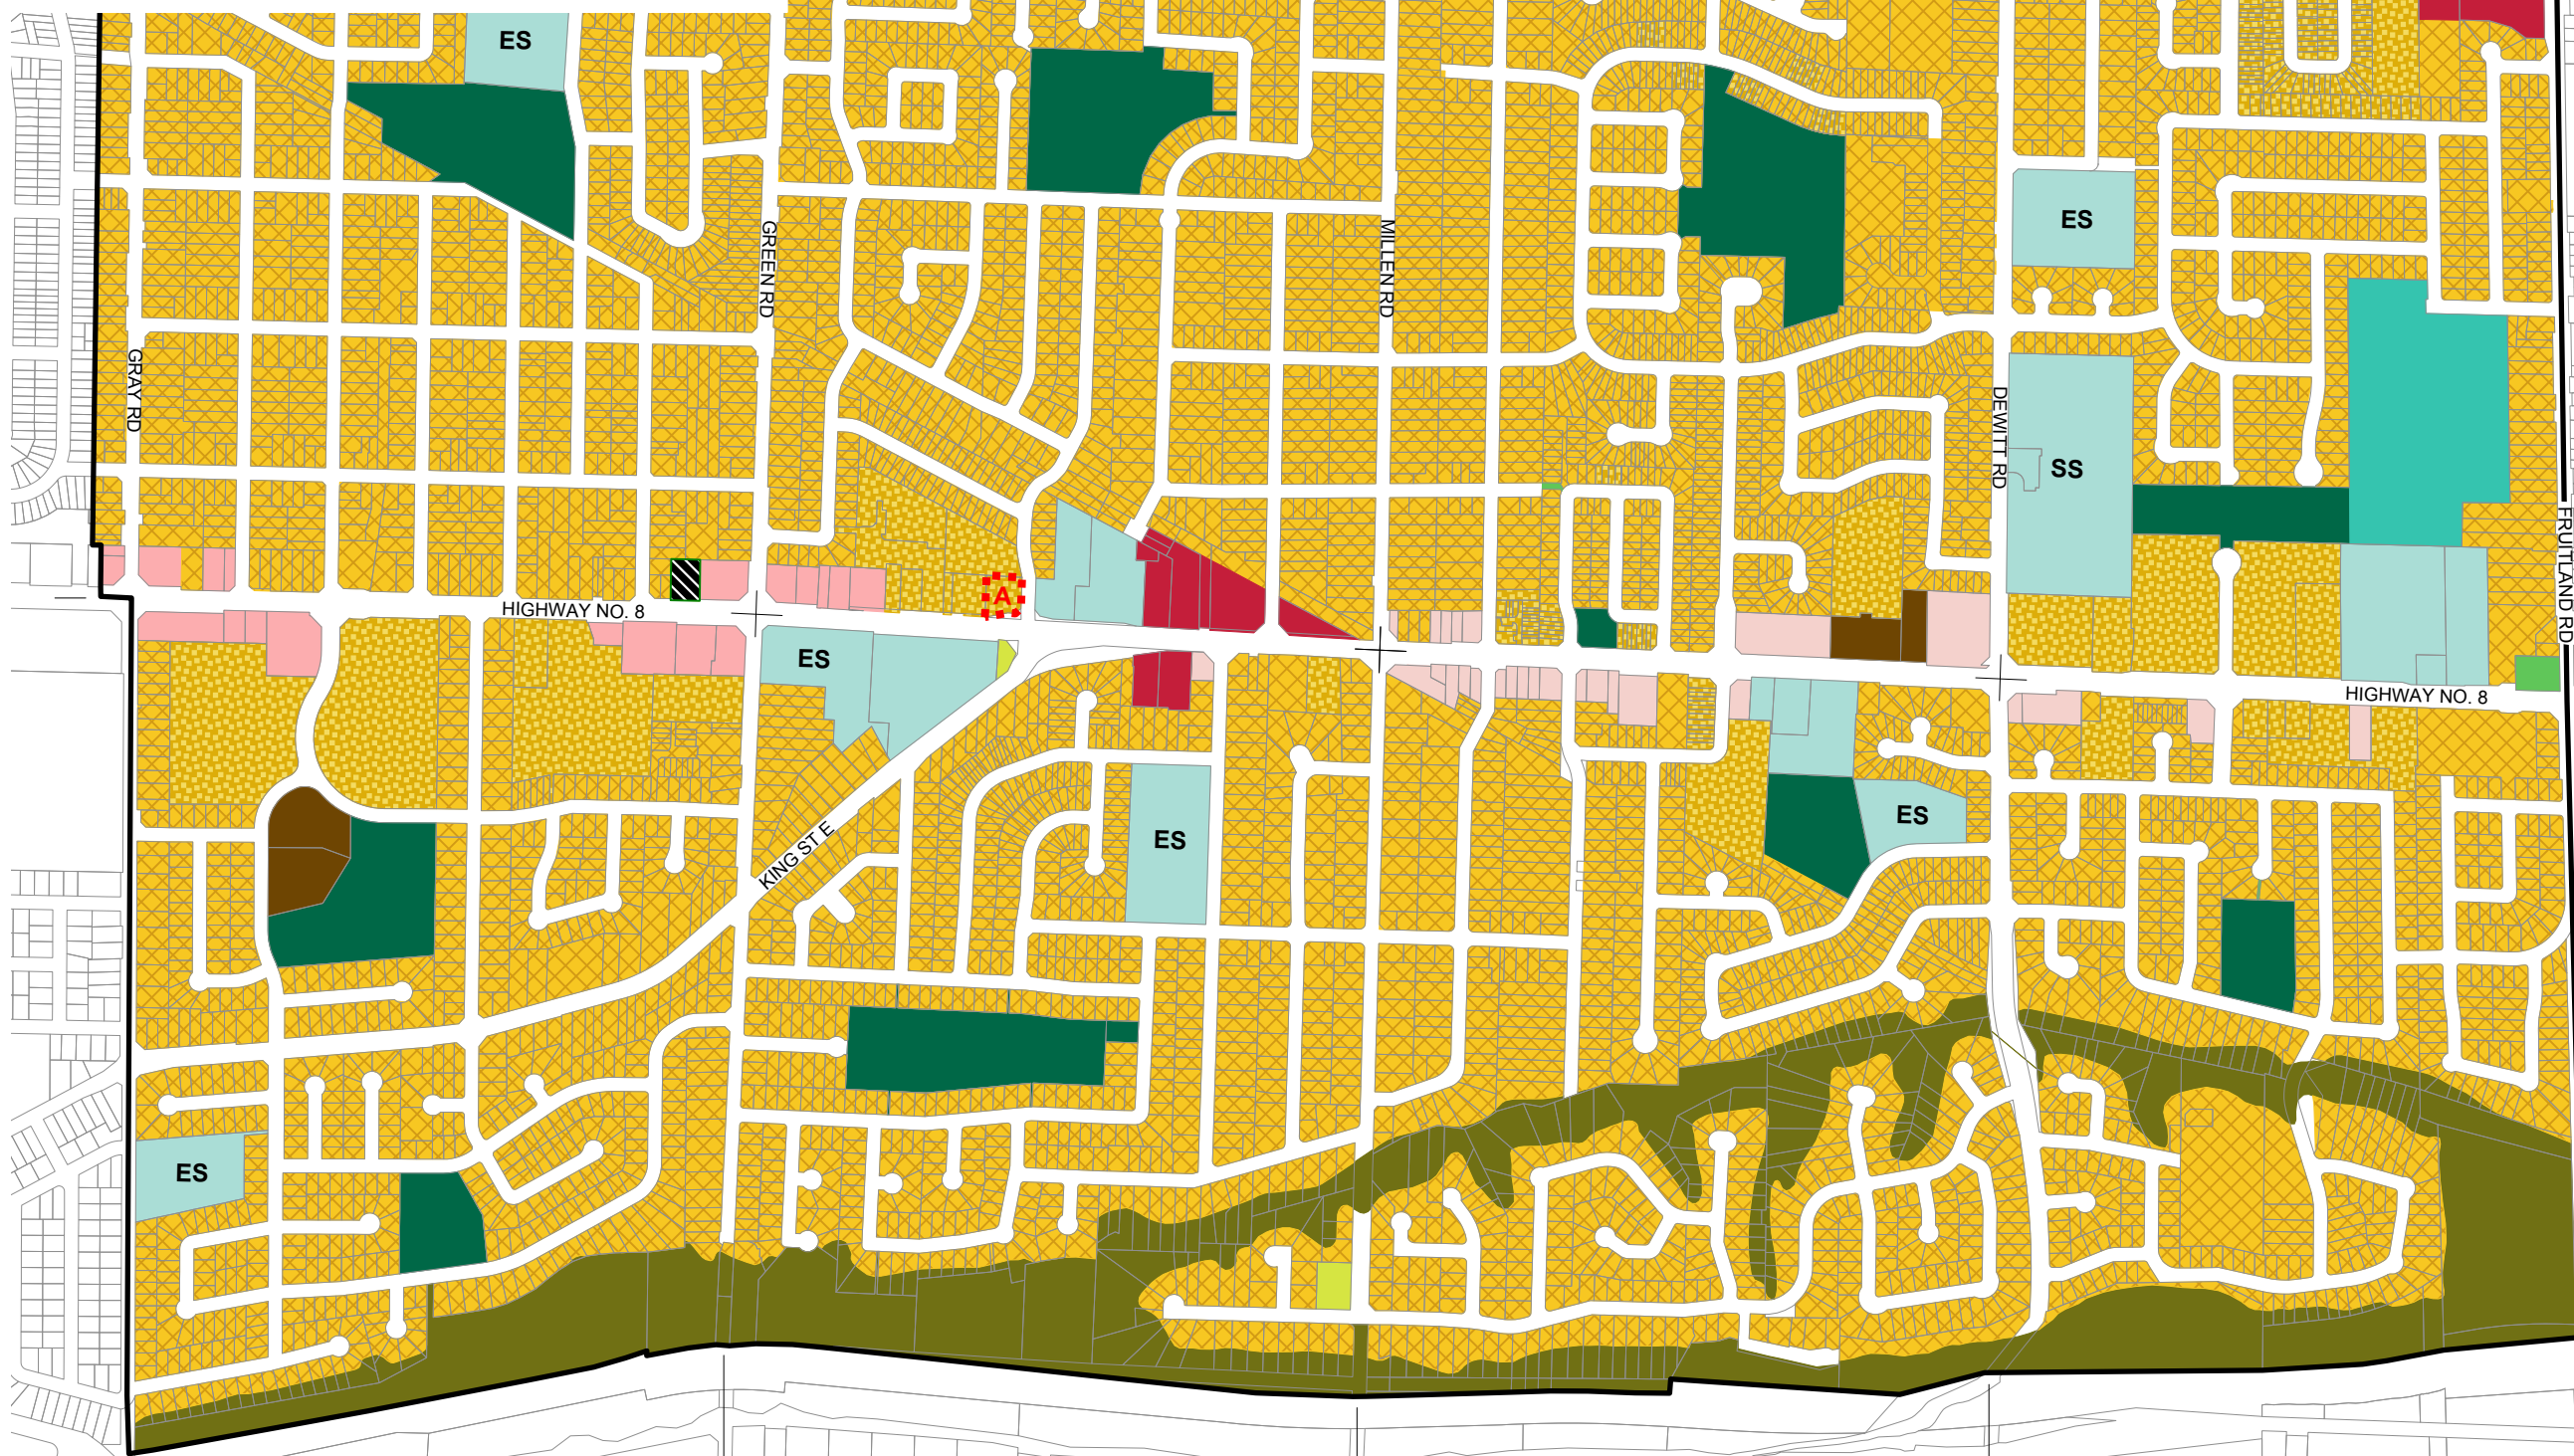 ES
ES
GREEN RD
MILLEN RD
GRAY RD
DEWITT RD
SS
FRUITLAND RD
A
HIGHWAY NO. 8
ES
HIGHWAY NO. 8
ES
ES
KING ST E
ES